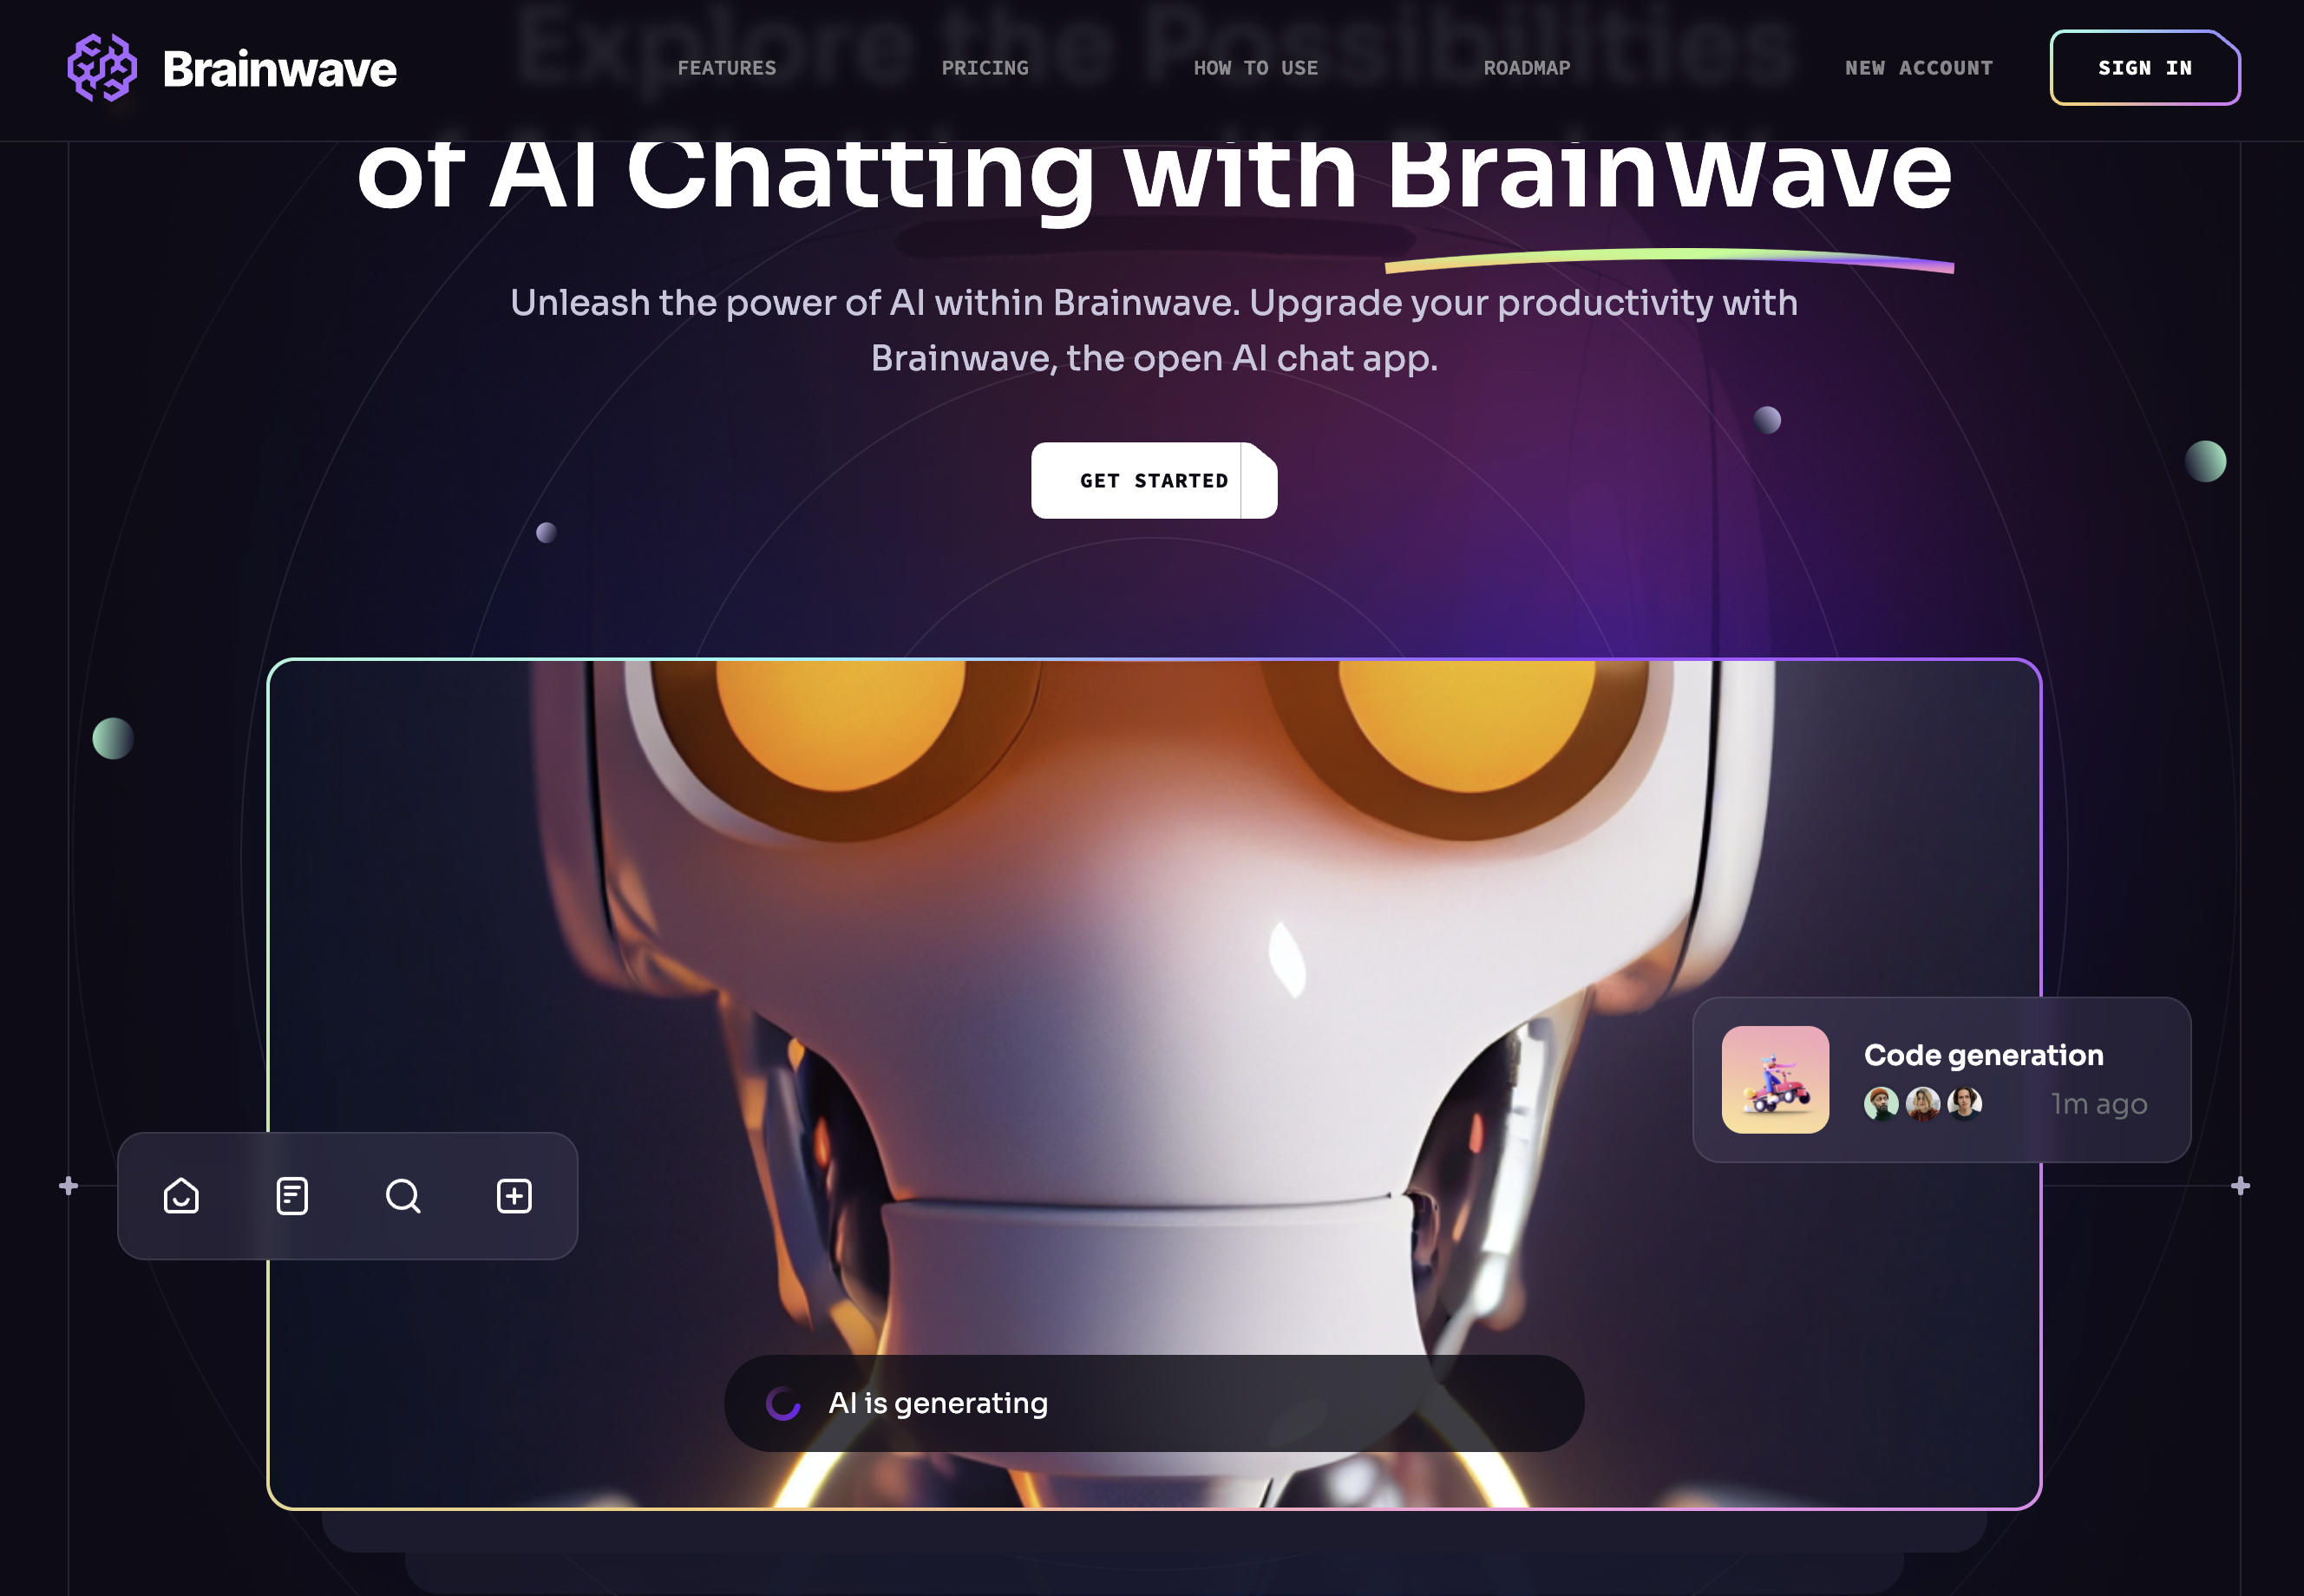 Explore the Possibilities
Brainwave
FEATURES
PRICING
HOW TO USE
ROADMAP
NEW ACCOUNT
SIGN IN
of AI Chatting with BrainWave
Unleash the power of AI within Brainwave. Upgrade your productivity with
Brainwave, the open AI chat app.
GET STARTED
Code generation
1m ago
AI is generating